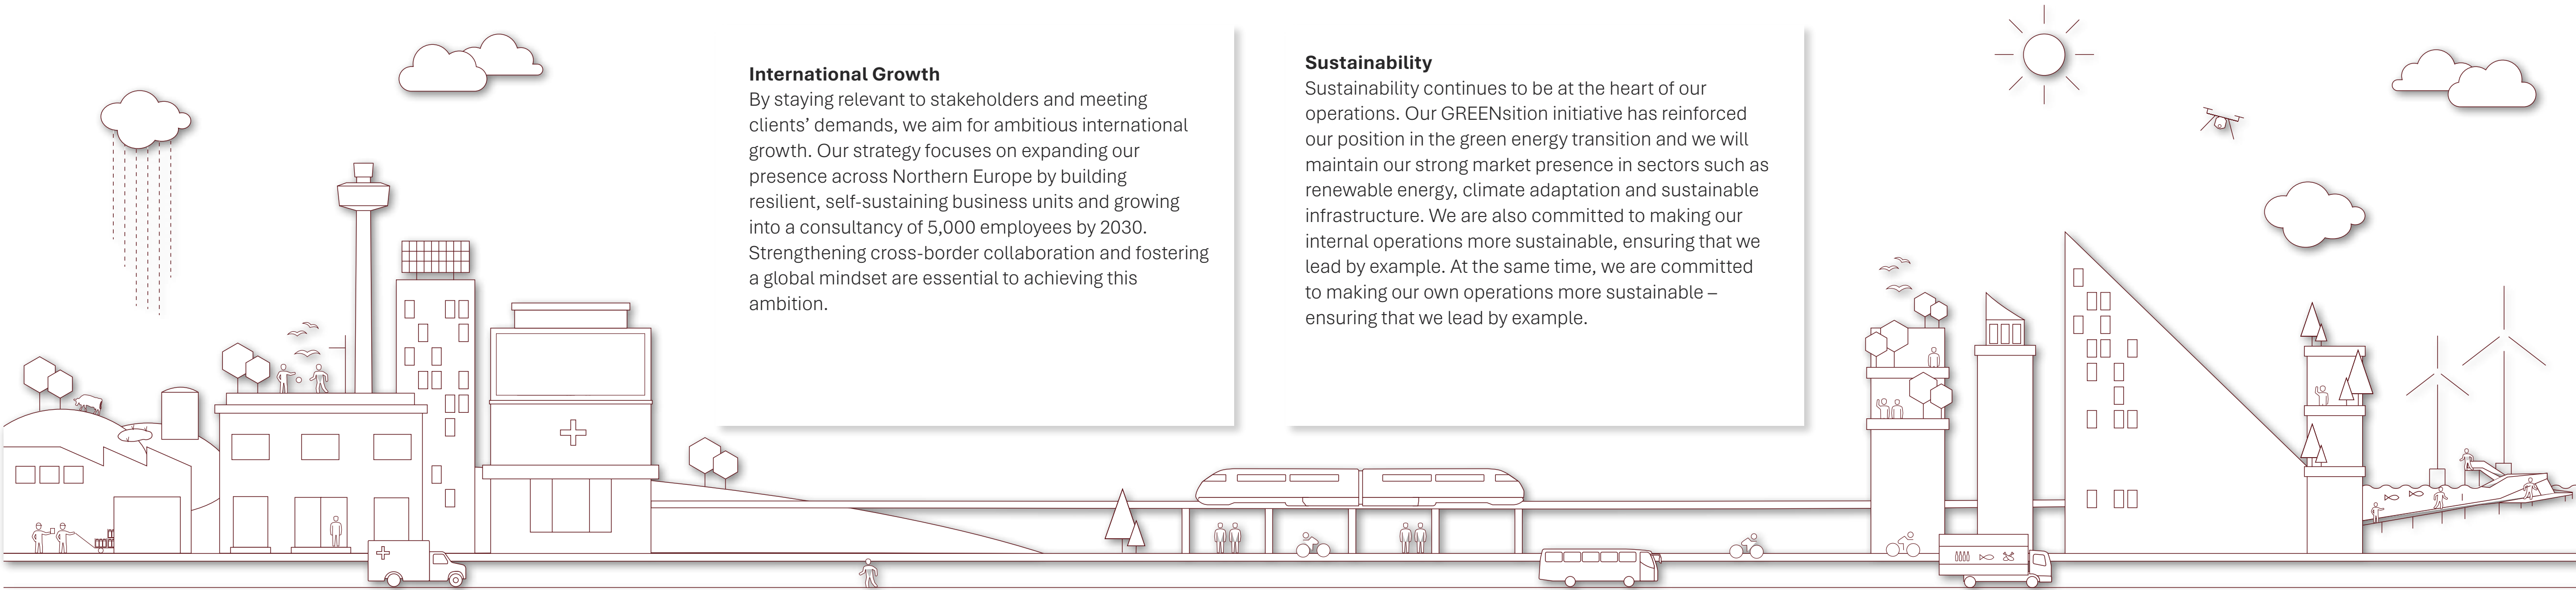 International Growth
By staying relevant to stakeholders and meeting
clients’ demands, we aim for ambitious international
growth. Our strategy focuses on expanding our
presence across Northern Europe by building
resilient, self-sustaining business units and growing
into a consultancy of 5,000 employees by 2030.
Strengthening cross-border collaboration and fostering
a global mindset are essential to achieving this
ambition.
Sustainability
Sustainability continues to be at the heart of our
operations. Our GREENsition initiative has reinforced
our position in the green energy transition and we will
maintain our strong market presence in sectors such as
renewable energy, climate adaptation and sustainable
infrastructure. We are also committed to making our
internal operations more sustainable, ensuring that we
lead by example. At the same time, we are committed
to making our own operations more sustainable –
ensuring that we lead by example.